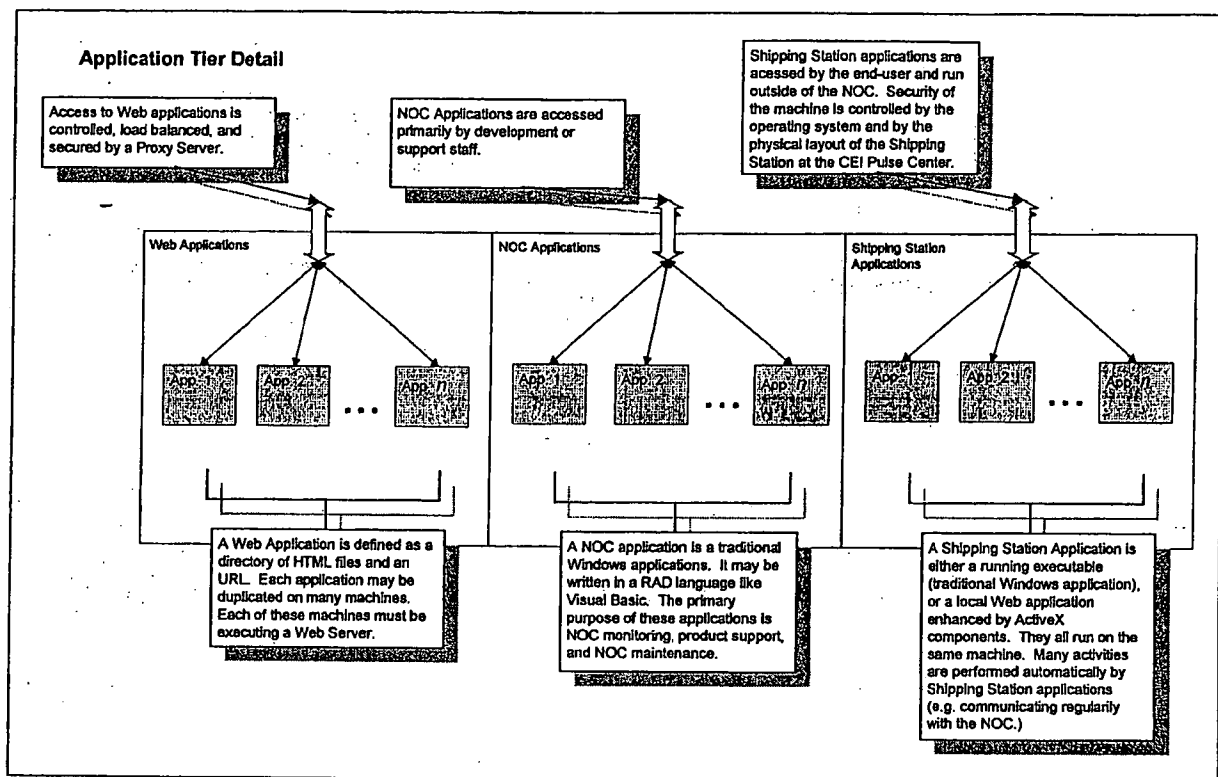 Application Tier Detail
Access to Web applications is
controlled, load balanced, and
secured by a Proxy Server.
NOC Applications are accessed
primarily by development or
support staff.
Shipping Station applications are
acessed by the end-user and run
outside of the NOC. Security of
the machine is controlled by the
operating system and by the
physical layout of the Shipping
Station at the CEI Pulse Center.
Web Applications
NOC Applications
Shipping Station
Applications
App 1
App 2
...
App n
App 1
App 2
...
App n
App
App 2
...
App n
A Web Application is defined as a
directory of HTML files and an
URL. Each application may be
duplicated on many machines.
Each of these machines must be
executing a Web Server.
A NOC application is a traditional
Windows applications. It may be
written in a RAD language like
Visual Basic. The primary
purpose of these applications is
NOC monitoring, product support,
and NOC maintenance.
A Shipping Station Application is
either a running executable
(traditional Windows application),
or a local Web application
enhanced by ActiveX
components. They all run on the
same machine. Many activities
are performed automatically by
Shipping Station applications
(e.g. communicating regularily
with the NOC.)